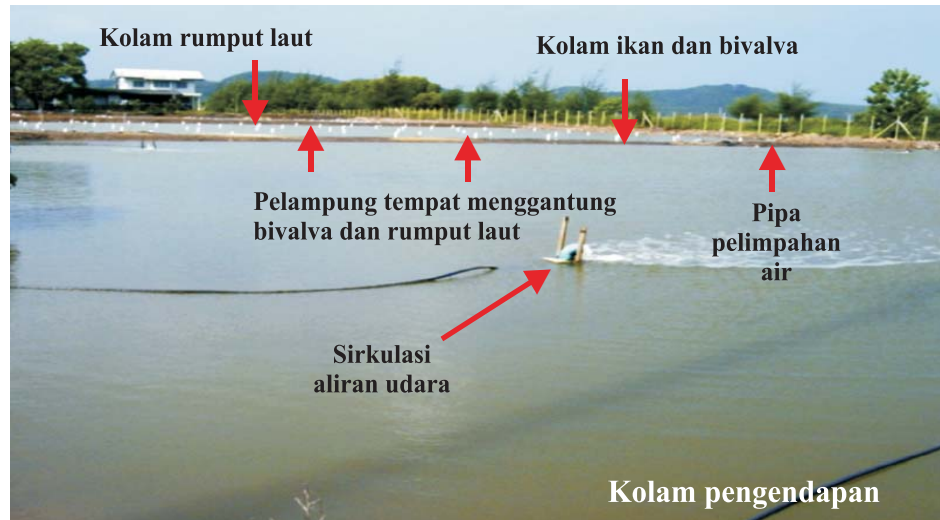 Kolam rumput laut
Kolam ikan dan bivalva
Pelampung tempat menggantung
bivalva dan rumput laut
Pipa
pelimpahan
air
Sirkulasi
aliran udara
Kolam pengendapan